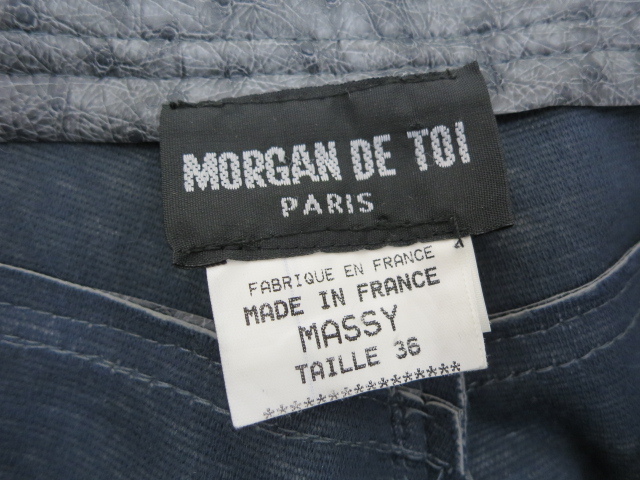 MORGAN DE TOI
PARIS
FABRIQUE EN FRANCE
MADE IN FRANCE
MASSY
TAILLE 36
****************